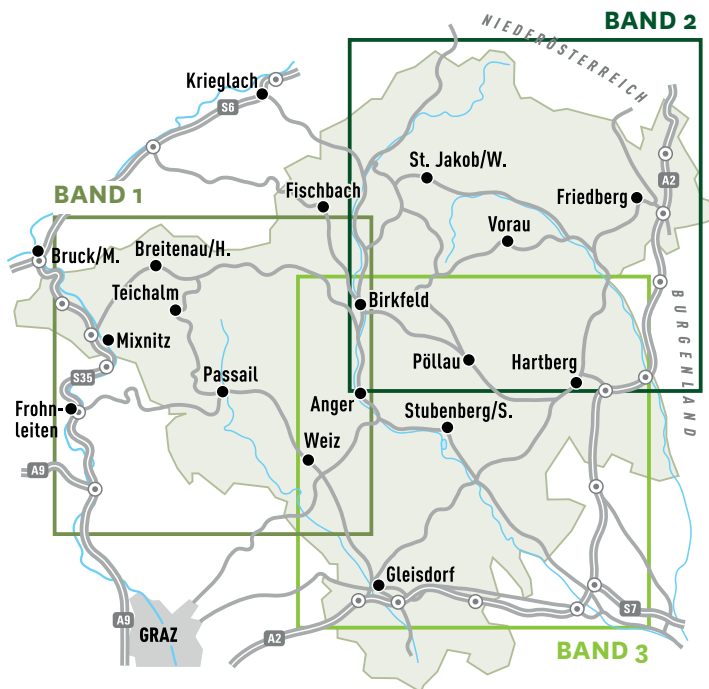 BAND 2
NIEDERÖSTERREICH
Krieglach
S6
St. Jakob/W.
A2
Fischbach
Friedberg
BAND 1
Vorau
Bruck/M.
Breitenau/H.
Teichalm
Birkfeld
BURGENLAND
Mixnitz
Pöllau
Hartberg
S35
Passail
Anger
Frohn-
leiten
Stubenberg/S.
Weiz
A9
Gleisdorf
A9
GRAZ
A2
S7
BAND 3